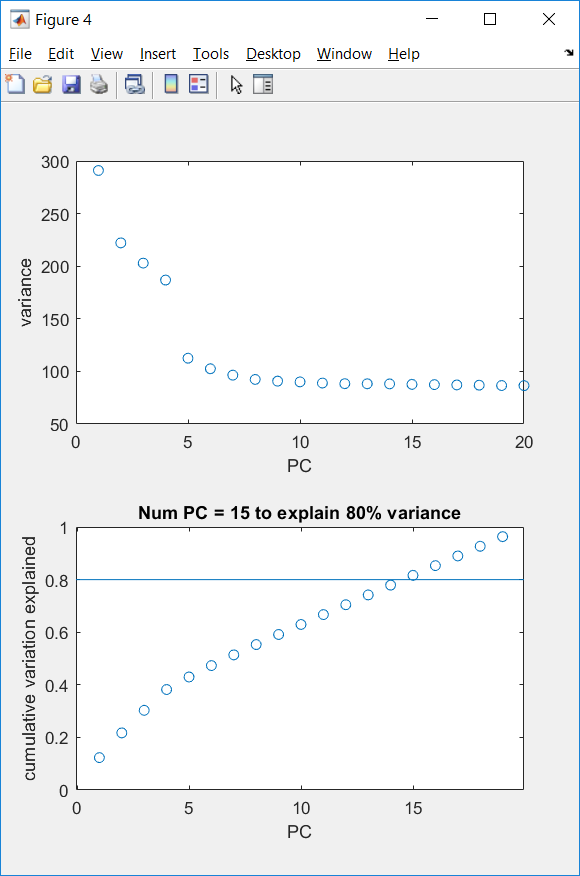 Figure 4
File Edit View Insert Tools Desktop Window Help
300
250
200
150
100
50
variance
0 5 10 15 20
PC
Num PC = 15 to explain 80% variance
1
0.8
0.6
0.4
0.2
0
cumulative variation explained
0 5 10 15
PC